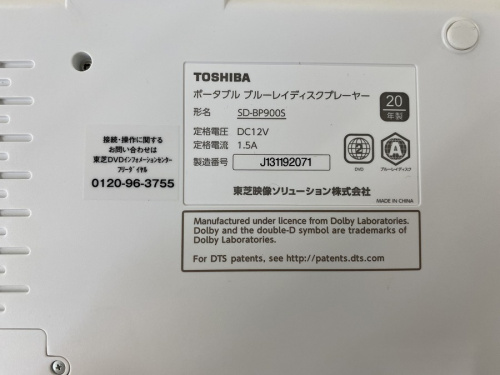 TOSHIBA
ポータブル ブルーレイディスクプレーヤー
形名 SD-BP900S
定格電圧 DC12V
定格電流 1.5A
製造番号 J131192071
20
年製
2
DVD
A
ブルーレイディスク
東芝映像ソリューション株式会社
MADE IN CHINA
接続・操作に関する
お問い合わせは
東芝DVDインフォメーションセンター
フリーダイヤル
0120-96-3755
Manufactured under licence from Dolby Laboratories.
Dolby and the double-D symbol are trademarks of
Dolby Laboratories.
For DTS patents, see http://patents.dts.com